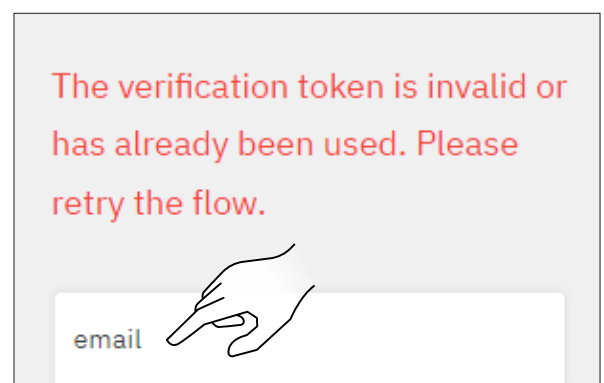 The verification token is invalid or
has already been used. Please
retry the flow.
email